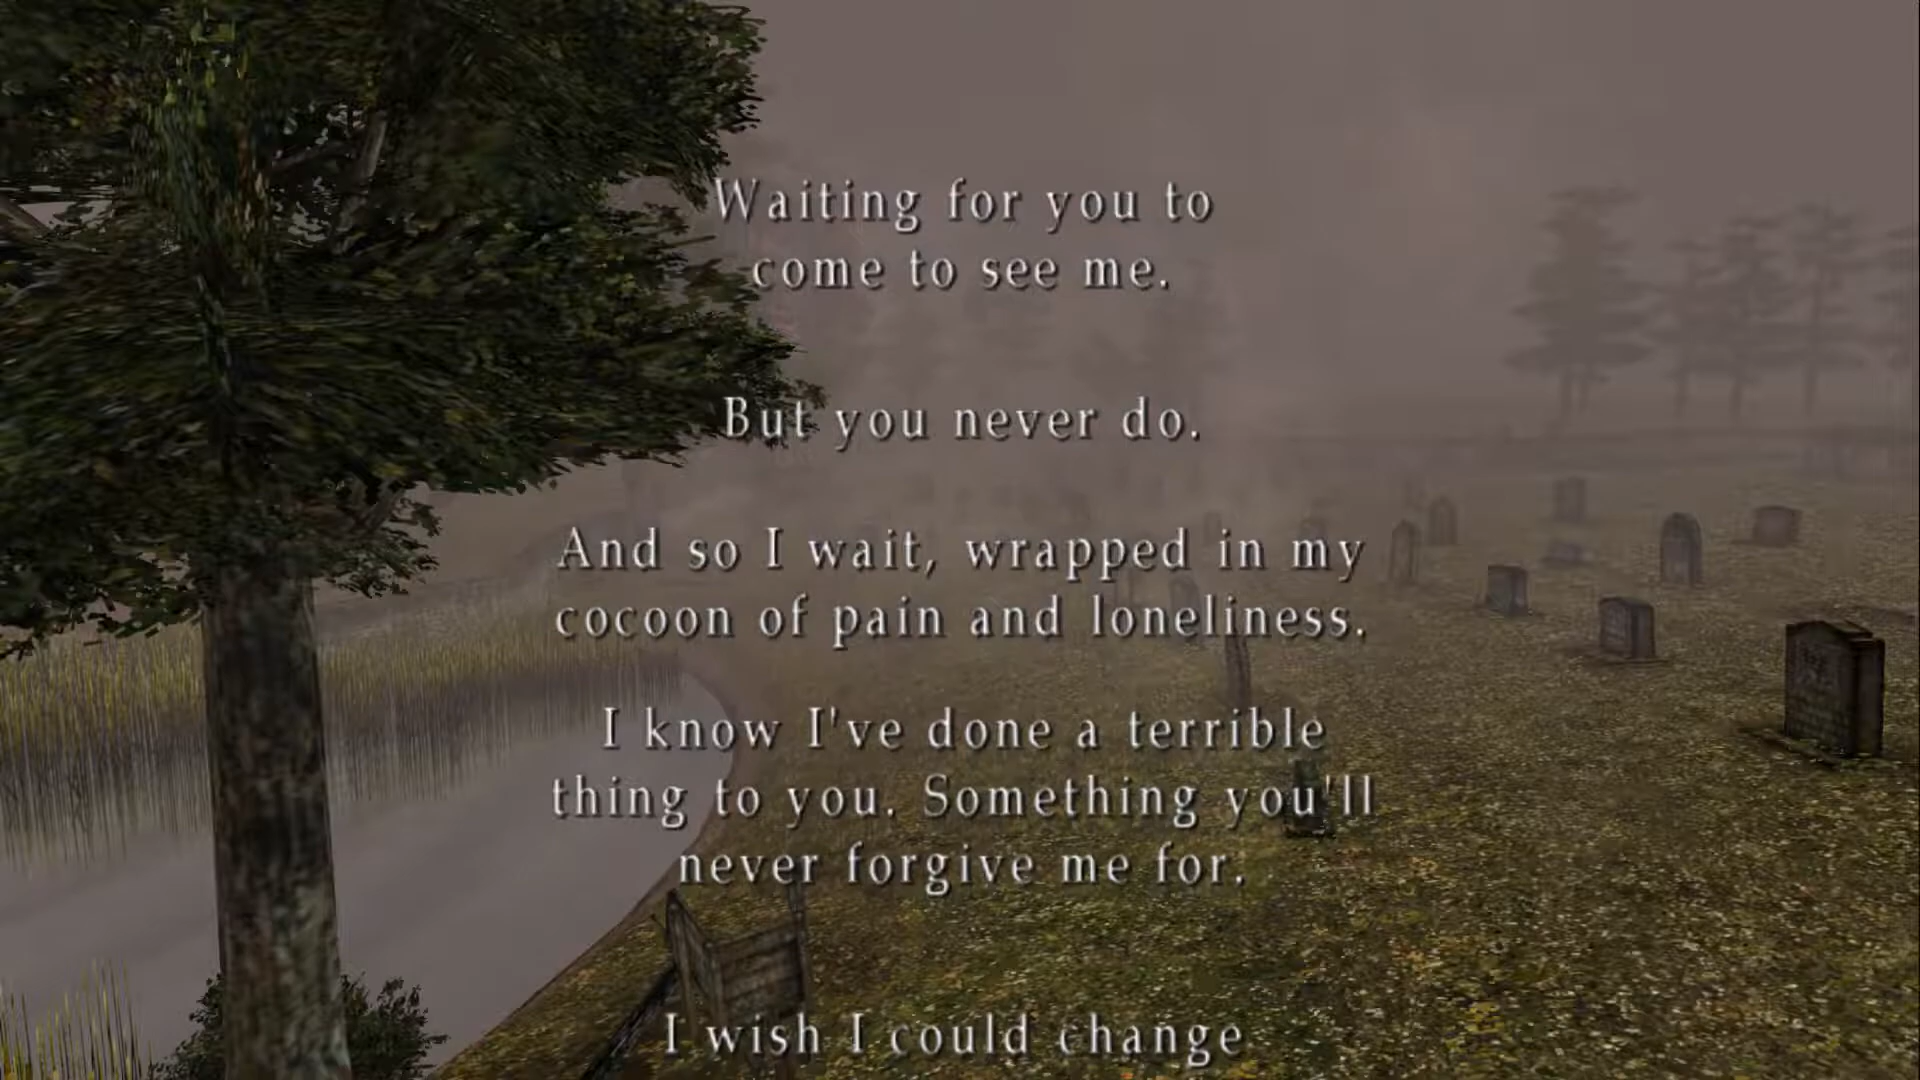 Waiting for you to
come to see me.
But you never do.
And so I wait, wrapped in my
cocoon of pain and loneliness.
I know I've done a terrible
thing to you. Something you'll
never forgive me for.
I wish I could change